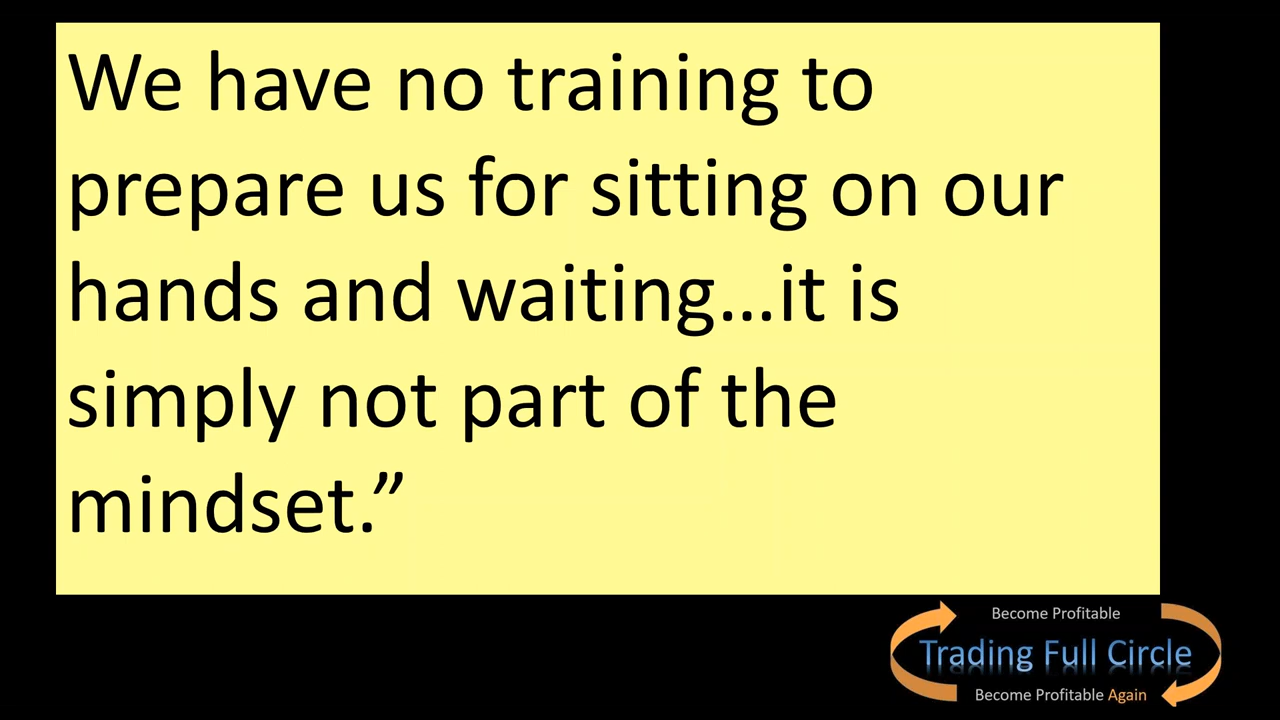 We have no training to
prepare us for sitting on our
hands and waiting...it is
simply not part of the
mindset.”
Become Profitable
Trading Full Circle
Become Profitable Again